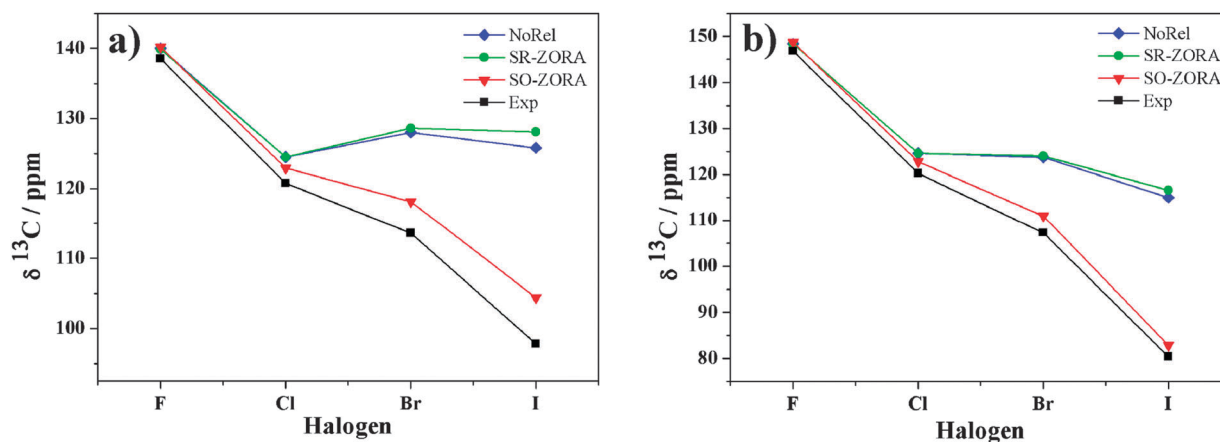 a)
NoRel
SR-ZORA
SO-ZORA
Exp
140
130
120
110
100
δ ¹³C / ppm
F Cl Br I
Halogen
b)
NoRel
SR-ZORA
SO-ZORA
Exp
150
140
130
120
110
100
90
80
δ ¹³C / ppm
F Cl Br I
Halogen